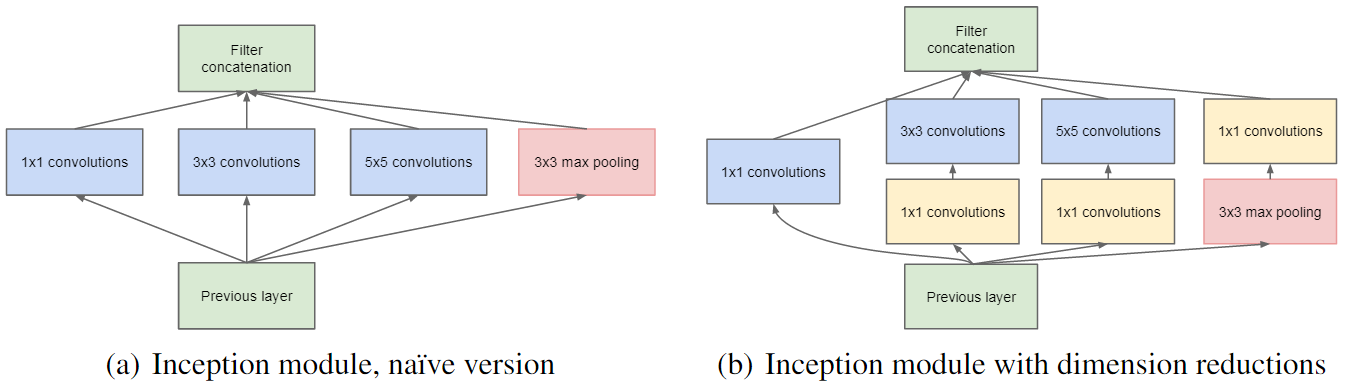 Filter
concatenation
1x1 convolutions
3x3 convolutions
5x5 convolutions
3x3 max pooling
Previous layer
(a) Inception module, naïve version
Filter
concatenation
3x3 convolutions
5x5 convolutions
1x1 convolutions
1x1 convolutions
1x1 convolutions
1x1 convolutions
3x3 max pooling
Previous layer
(b) Inception module with dimension reductions